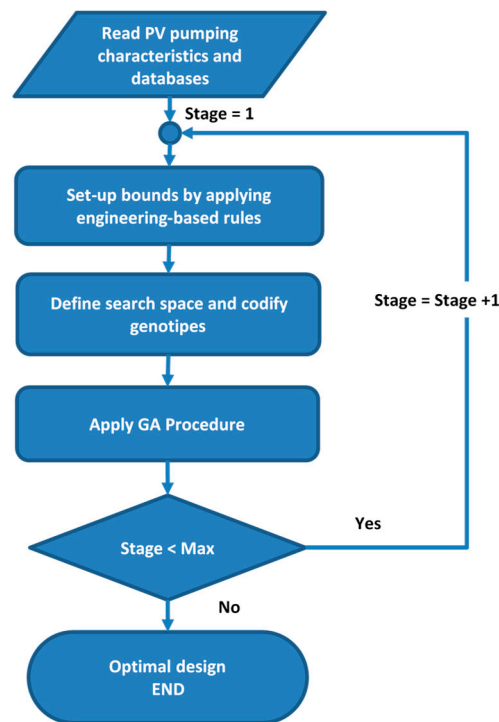 Read PV pumping
characteristics and
databases
Stage = 1
Set-up bounds by applying
engineering-based rules
Define search space and codify
genotipes
Stage = Stage +1
Apply GA Procedure
Stage < Max
Yes
No
Optimal design
END